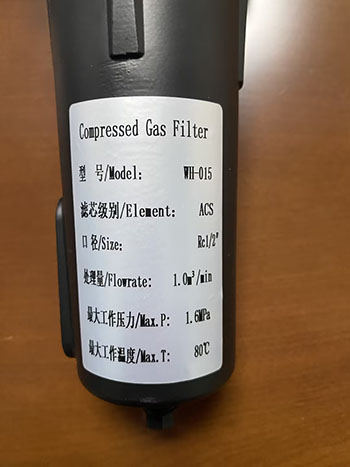 Compressed Gas Filter
型 号/Model: WH-015
滤芯级别/Element: ACS
口 径/Size: Rc1/2"
处理量/Flowrate: 1.0m³/min
最大工作压力/Max.P: 1.6MPa
最大工作温度/Max.T: 80℃